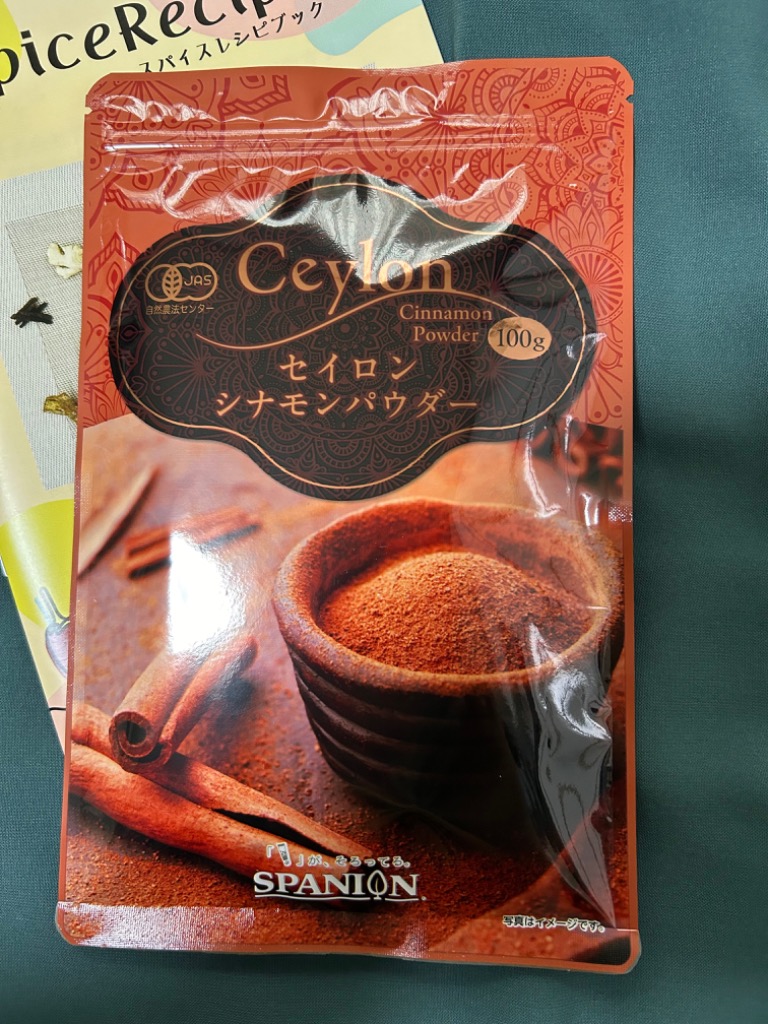 piceRecip
スパイスレシピブック
JAS
自然農法センター
Ceylon
Cinnamon
Powder
100g
セイロン
シナモンパウダー
「 」が、そろってる。
SPANION
写真はイメージです。